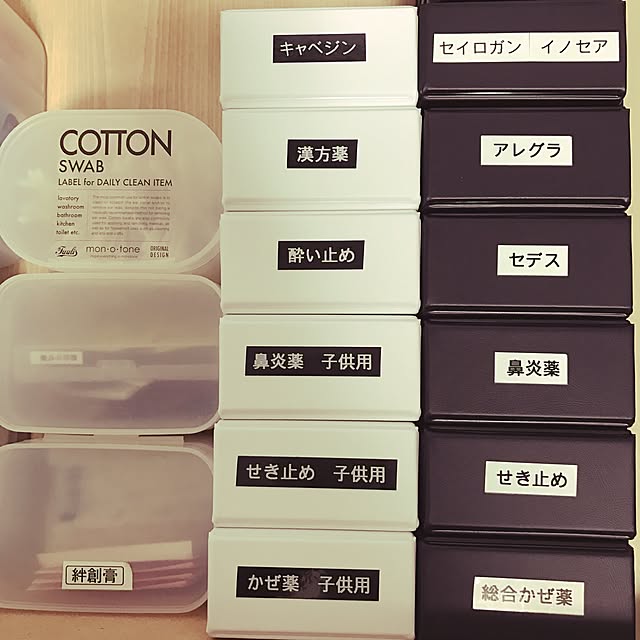 COTTON
SWAB
LABEL for DAILY CLEAN ITEM
lavatory
washroom
bathroom
kitchen
toilet etc.
mon·o·tone
ORIGINAL
DESIGN
絆創膏
キャベジン
漢方薬
酔い止め
鼻炎薬 子供用
せき止め 子供用
かぜ薬 子供用
セイロガン イノセア
アレグラ
セデス
鼻炎薬
せき止め
総合かぜ薬